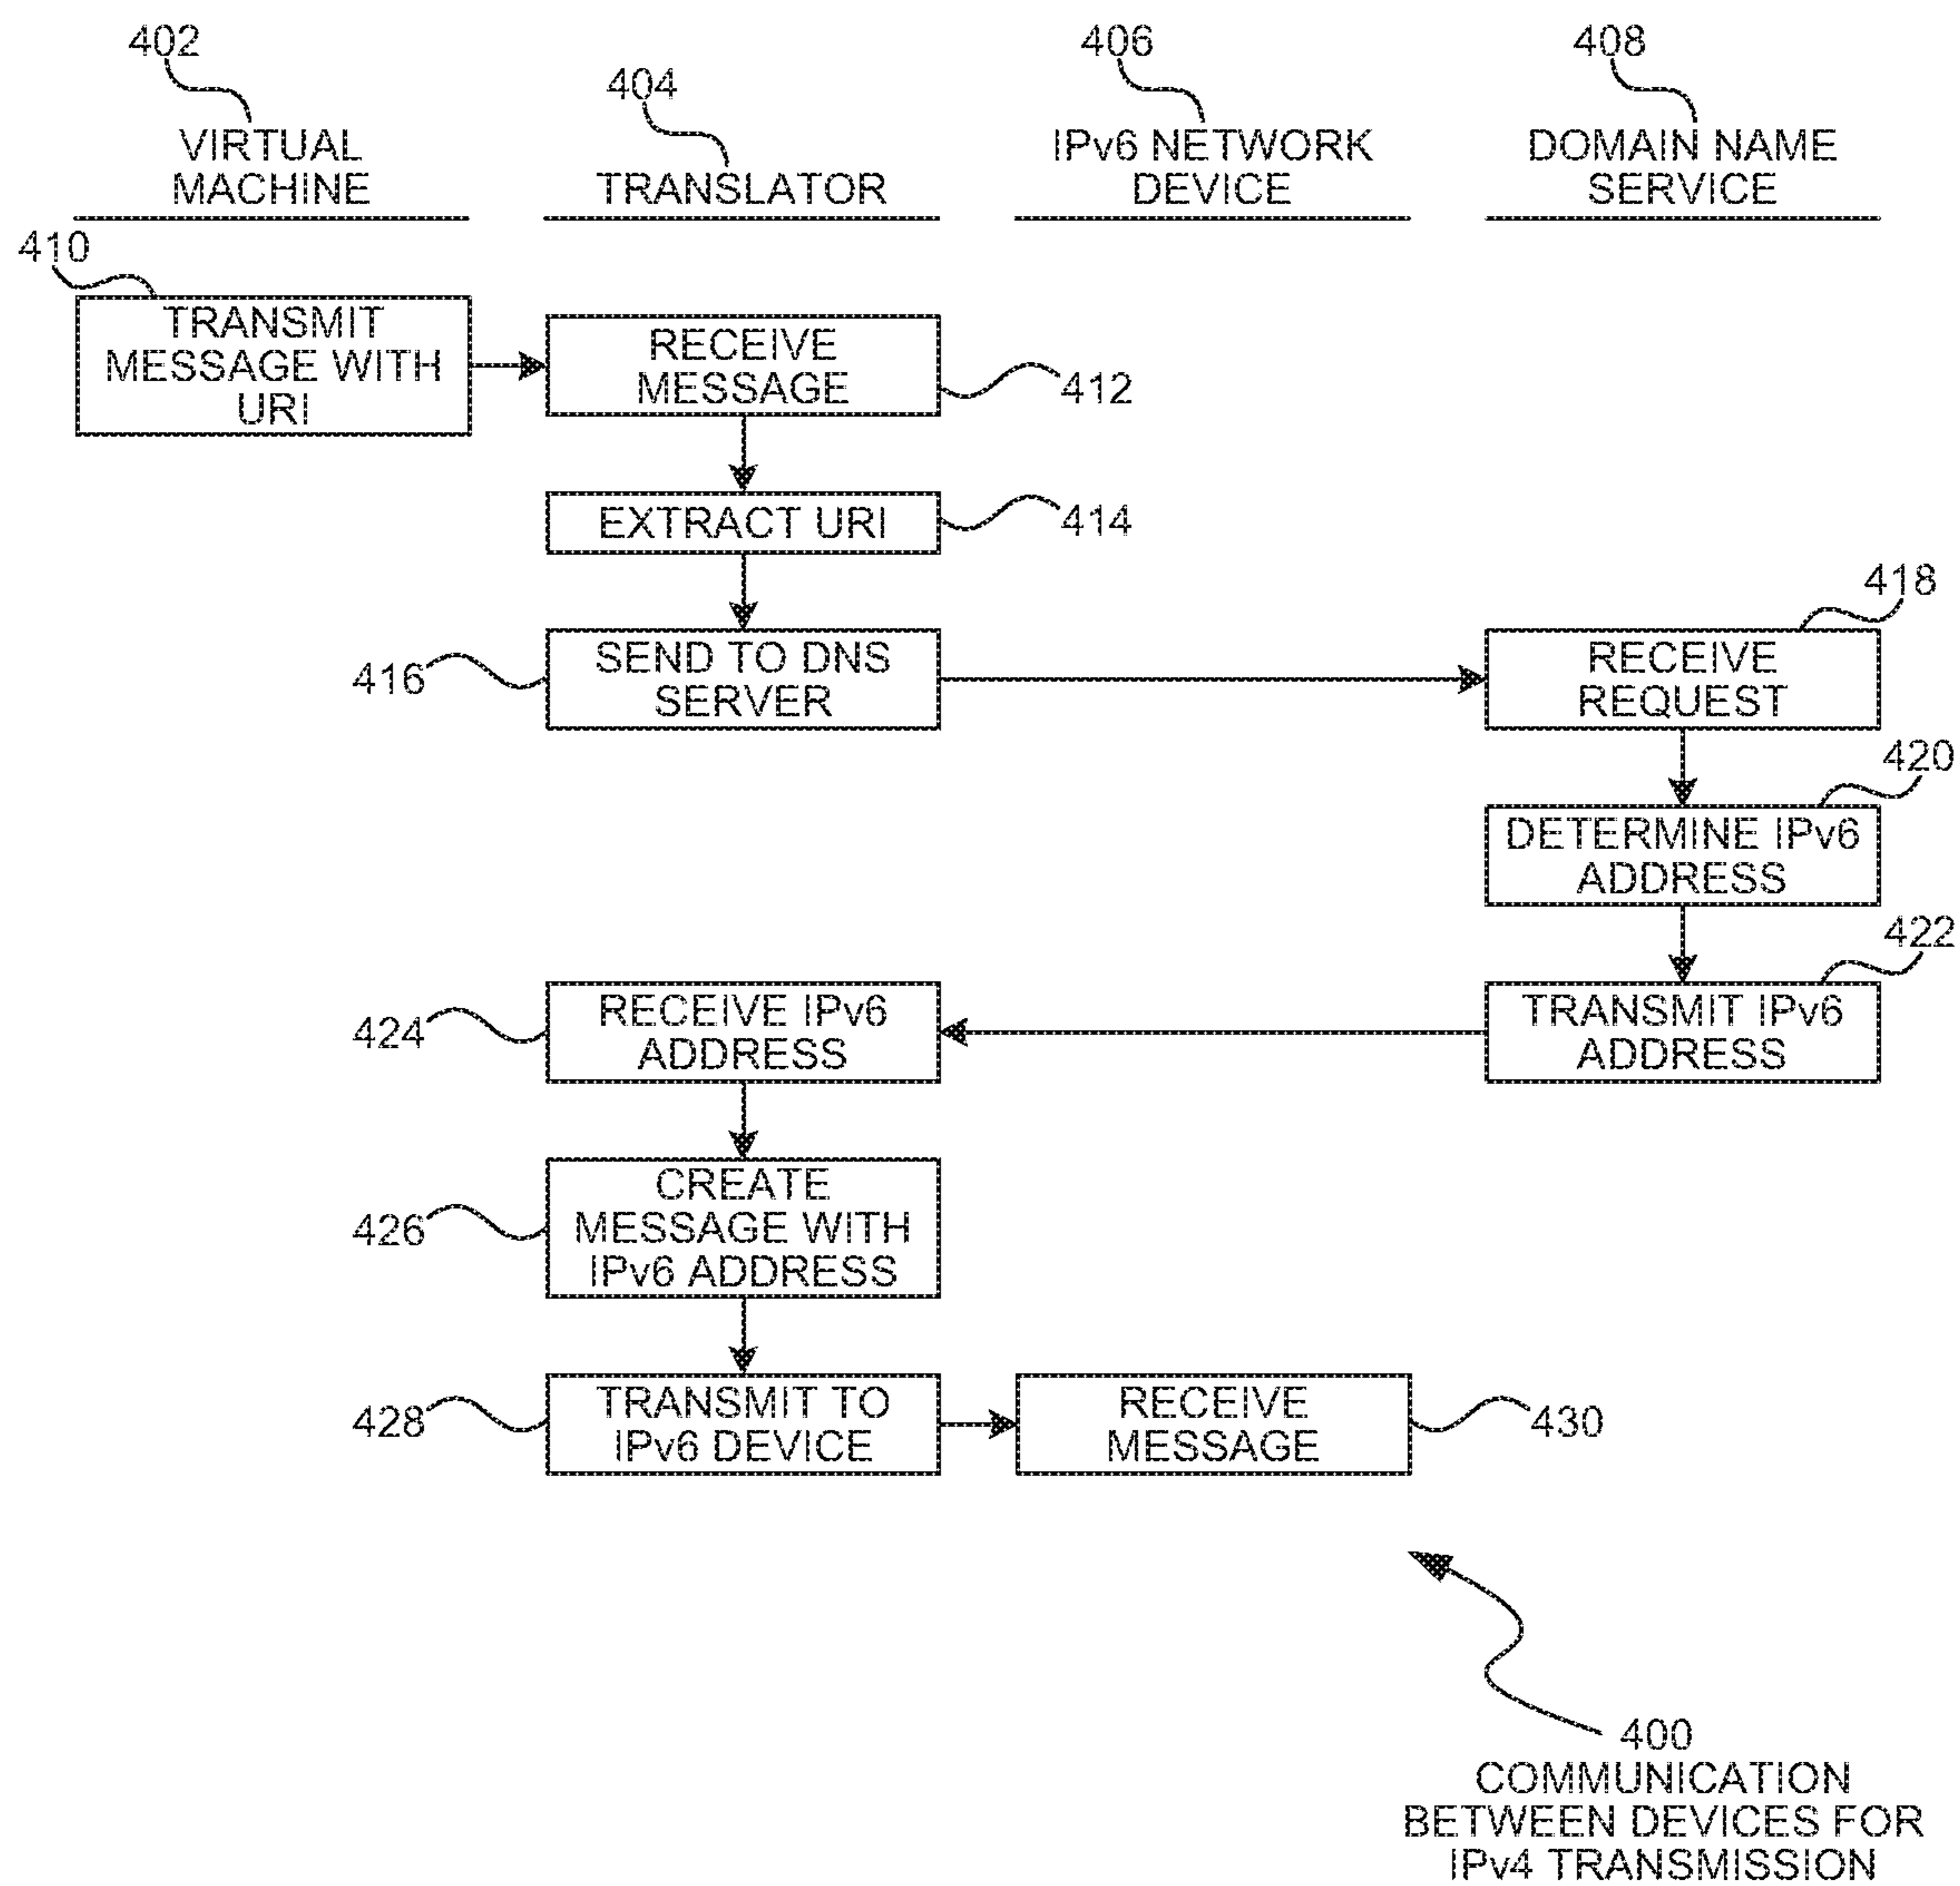 402
VIRTUAL
MACHINE
404
TRANSLATOR
406
IPv6 NETWORK
DEVICE
408
DOMAIN NAME
SERVICE
410
TRANSMIT
MESSAGE WITH
URI
RECEIVE
MESSAGE
412
EXTRACT URI
414
416
SEND TO DNS
SERVER
418
RECEIVE
REQUEST
420
DETERMINE IPv6
ADDRESS
422
TRANSMIT IPv6
ADDRESS
424
RECEIVE IPv6
ADDRESS
426
CREATE
MESSAGE WITH
IPv6 ADDRESS
428
TRANSMIT TO
IPv6 DEVICE
RECEIVE
MESSAGE
430
400
COMMUNICATION
BETWEEN DEVICES FOR
IPv4 TRANSMISSION